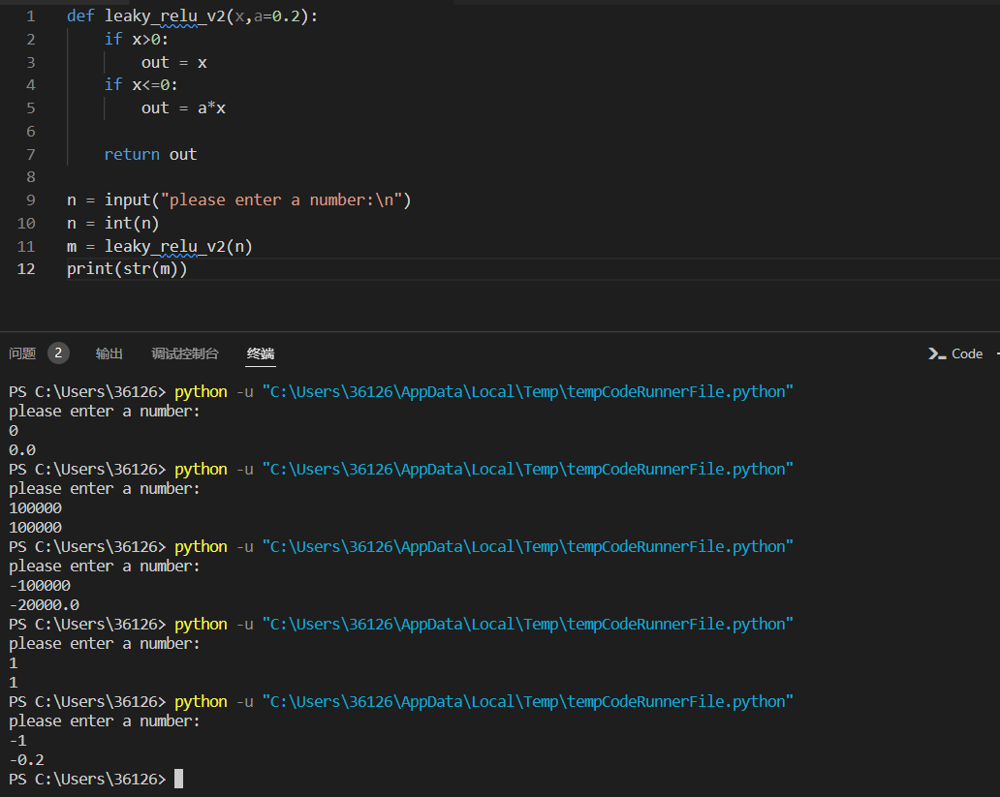 1 def leaky_relu_v2(x,a=0.2):
2 if x>0:
3 out = x
4 if x<=0:
5 out = a*x
6
7 return out
8
9 n = input("please enter a number:\n")
10 n = int(n)
11 m = leaky_relu_v2(n)
12 print(str(m))
问题 2 输出 调试控制台 终端 Code
PS C:\Users\36126> python -u "C:\Users\36126\AppData\Local\Temp\tempCodeRunnerFile.python"
please enter a number:
0
0.0
PS C:\Users\36126> python -u "C:\Users\36126\AppData\Local\Temp\tempCodeRunnerFile.python"
please enter a number:
100000
100000
PS C:\Users\36126> python -u "C:\Users\36126\AppData\Local\Temp\tempCodeRunnerFile.python"
please enter a number:
-100000
-20000.0
PS C:\Users\36126> python -u "C:\Users\36126\AppData\Local\Temp\tempCodeRunnerFile.python"
please enter a number:
1
1
PS C:\Users\36126> python -u "C:\Users\36126\AppData\Local\Temp\tempCodeRunnerFile.python"
please enter a number:
-1
-0.2
PS C:\Users\36126>